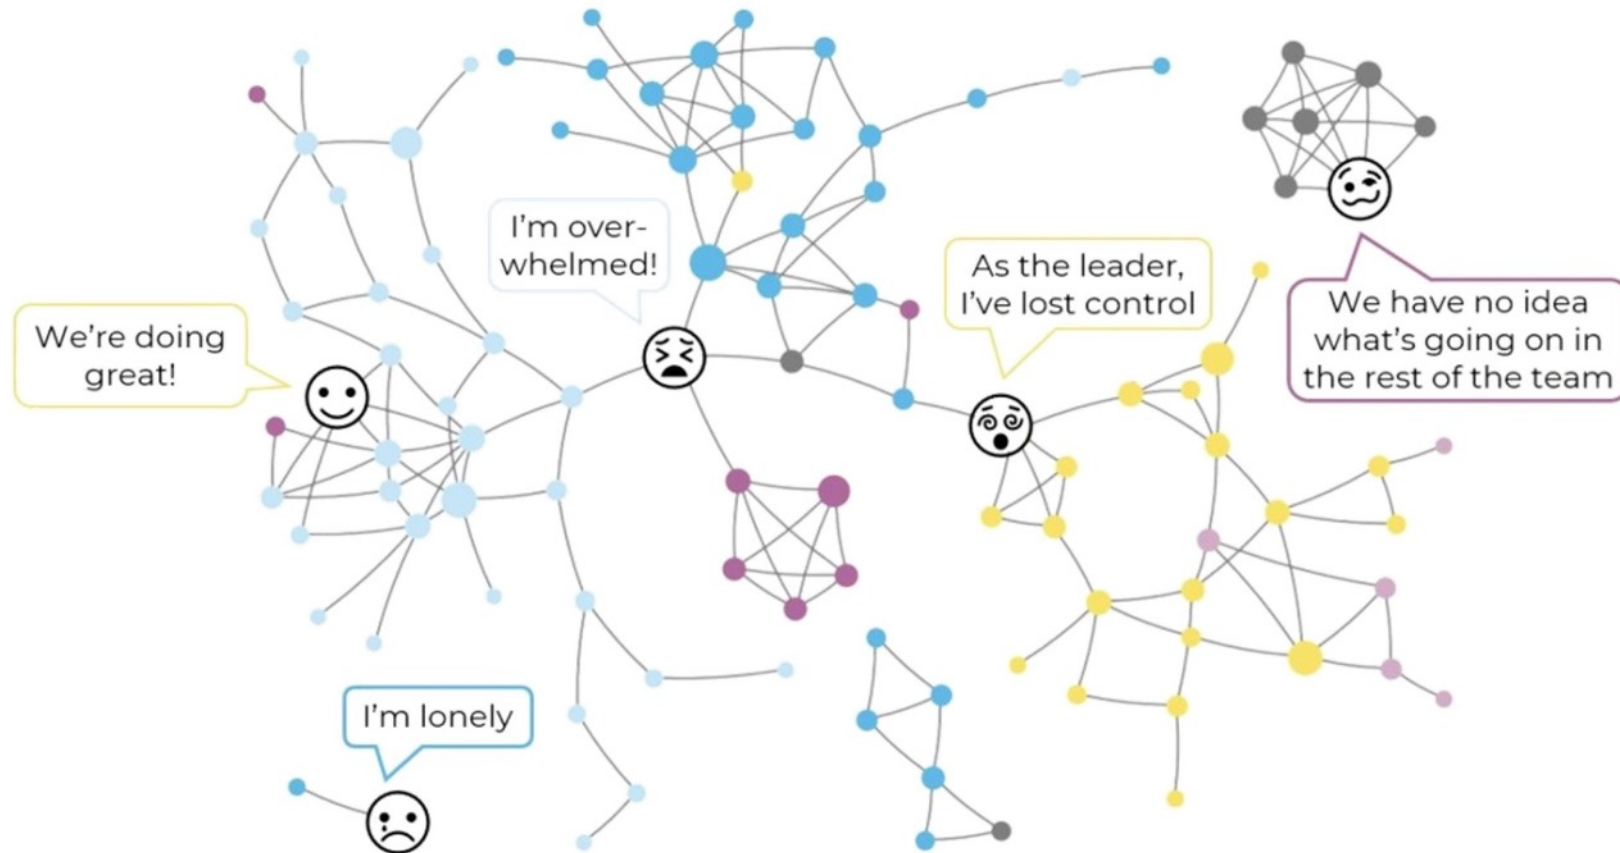 I'm over-
whelmed!
As the leader,
I've lost control
We have no idea
what's going on in
the rest of the team
We're doing
great!
I'm lonely